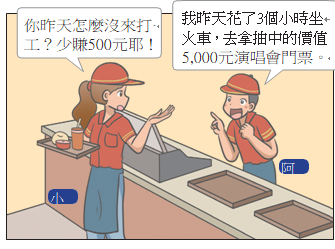 你昨天怎麼沒來打
工？少賺500元耶！
我昨天花了3個小時坐
火車，去拿抽中的價值
5,000元演唱會門票。
小
阿